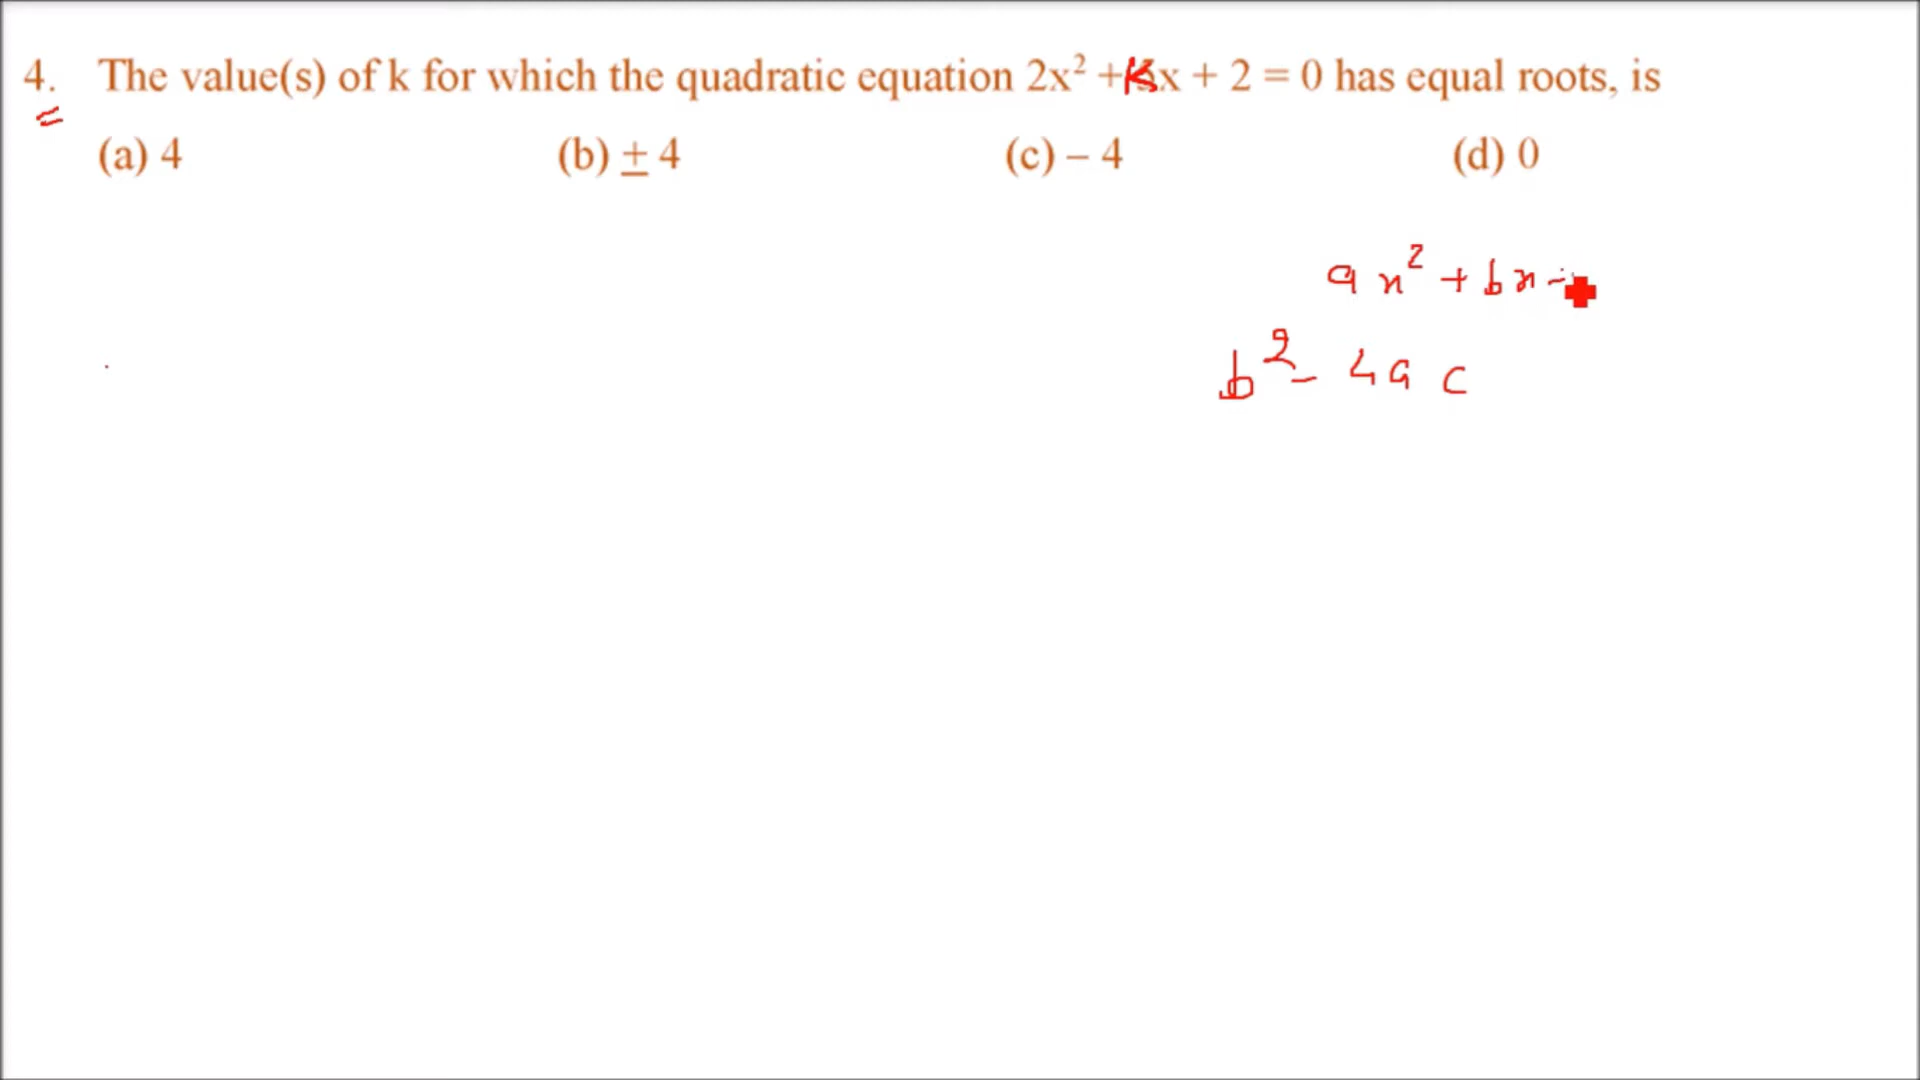 4. The value(s) of k for which the quadratic equation 2x² + kx + 2 = 0 has equal roots, is
(a) 4 (b) ± 4 (c) – 4 (d) 0
ax² + bx
b² - 4ac